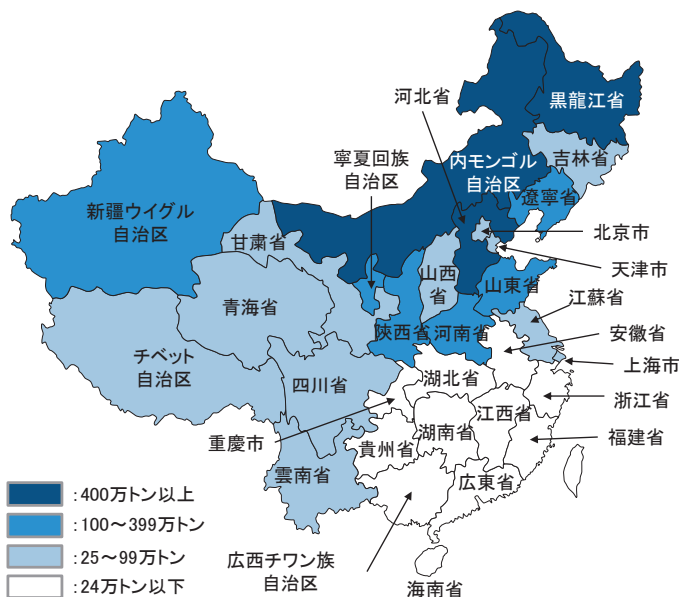 黒龍江省
河北省
寧夏回族
自治区
内モンゴル
自治区
吉林省
遼寧省
新疆ウイグル
自治区
甘粛省
北京市
天津市
山西
省
山東省
青海省
江蘇省
陝西省
河南省
安徽省
チベット
自治区
上海市
四川省
湖北省
浙江省
江西
省
重慶市
貴州省
湖南
省
福建省
雲南省
広東省
:400万トン以上
:100～399万トン
:25～99万トン
:24万トン以下
広西チワン族
自治区
海南省